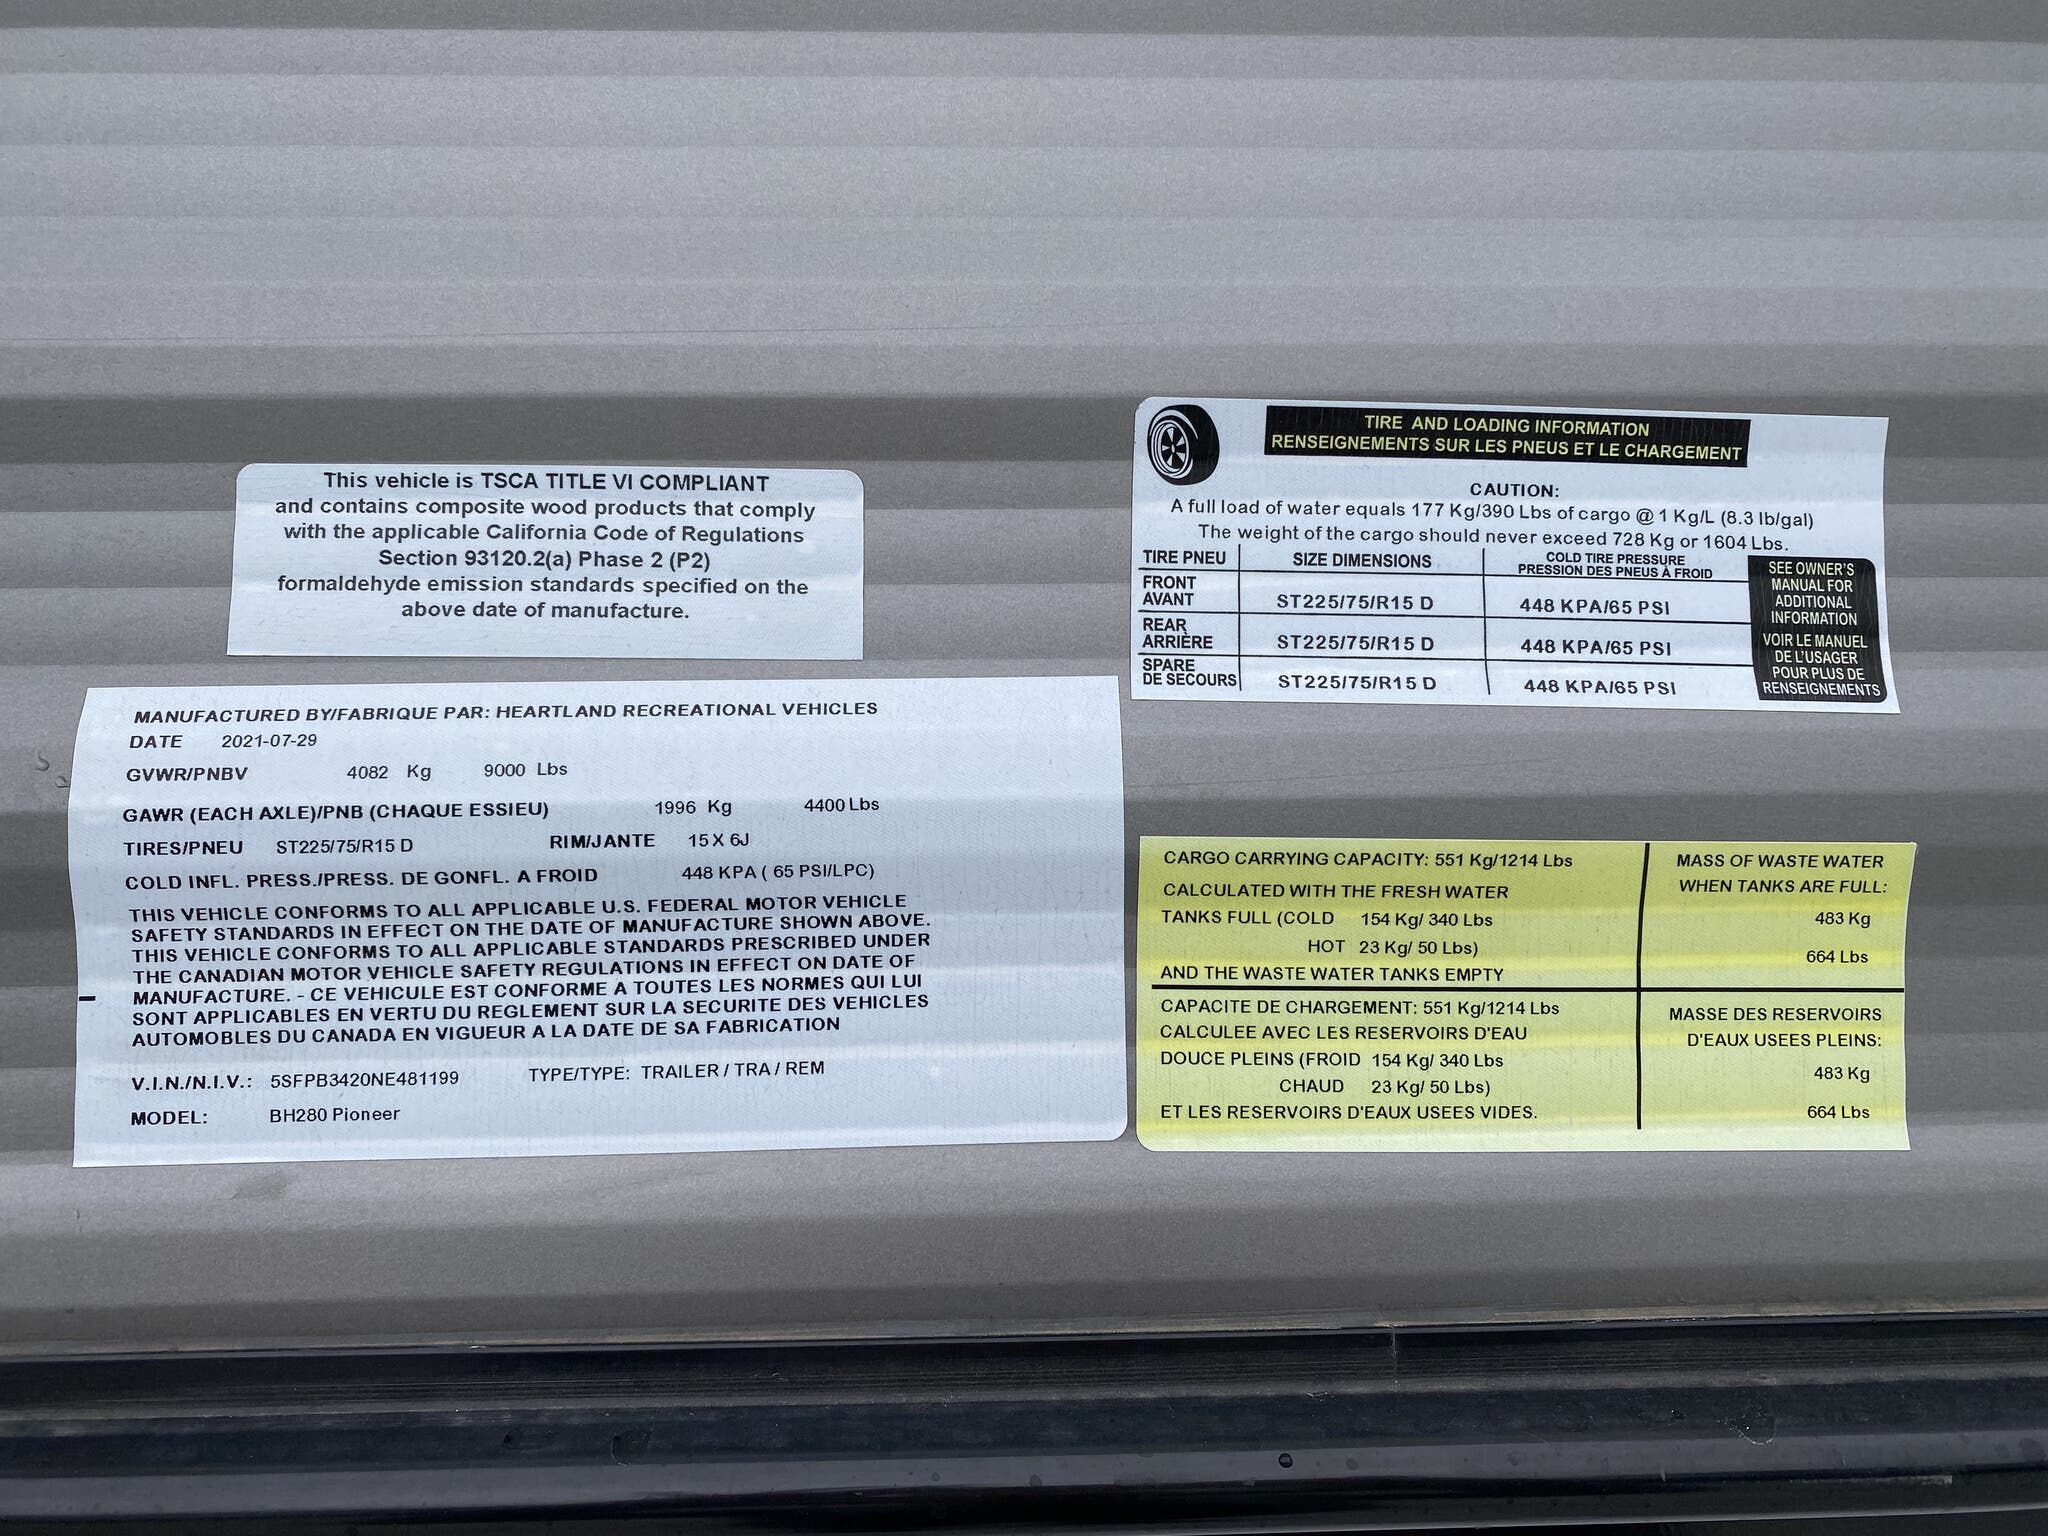 This vehicle is TSCA TITLE VI COMPLIANT
and contains composite wood products that comply
with the applicable California Code of Regulations
Section 93120.2(a) Phase 2 (P2)
formaldehyde emission standards specified on the
above date of manufacture.
MANUFACTURED BY/FABRIQUE PAR: HEARTLAND RECREATIONAL VEHICLES
DATE 2021-07-29
GVWR/PNBV 4082 Kg 9000 Lbs
GAWR (EACH AXLE)/PNB (CHAQUE ESSIEU) 1996 Kg 4400 Lbs
TIRES/PNEU ST225/75/R15 D RIM/JANTE 15 X 6J
COLD INFL. PRESS./PRESS. DE GONFL. A FROID 448 KPA ( 65 PSI/LPC)
THIS VEHICLE CONFORMS TO ALL APPLICABLE U.S. FEDERAL MOTOR VEHICLE
SAFETY STANDARDS IN EFFECT ON THE DATE OF MANUFACTURE SHOWN ABOVE.
THIS VEHICLE CONFORMS TO ALL APPLICABLE STANDARDS PRESCRIBED UNDER
THE CANADIAN MOTOR VEHICLE SAFETY REGULATIONS IN EFFECT ON DATE OF
MANUFACTURE. - CE VEHICULE EST CONFORME A TOUTES LES NORMES QUI LUI
SONT APPLICABLES EN VERTU DU REGLEMENT SUR LA SECURITE DES VEHICLES
AUTOMOBLES DU CANADA EN VIGUEUR A LA DATE DE SA FABRICATION
V.I.N./N.I.V.: 5SFPB3420NE481199 TYPE/TYPE: TRAILER / TRA / REM
MODEL: BH280 Pioneer
TIRE AND LOADING INFORMATION
RENSEIGNEMENTS SUR LES PNEUS ET LE CHARGEMENT
CAUTION:
A full load of water equals 177 Kg/390 Lbs of cargo @ 1 Kg/L (8.3 lb/gal)
The weight of the cargo should never exceed 728 Kg or 1604 Lbs.
TIRE PNEU SIZE DIMENSIONS COLD TIRE PRESSURE
PRESSION DES PNEUS À FROID
FRONT
AVANT ST225/75/R15 D 448 KPA/65 PSI
REAR
ARRIÈRE ST225/75/R15 D 448 KPA/65 PSI
SPARE
DE SECOURS ST225/75/R15 D 448 KPA/65 PSI
SEE OWNER'S
MANUAL FOR
ADDITIONAL
INFORMATION
VOIR LE MANUEL
DE L'USAGER
POUR PLUS DE
RENSEIGNEMENTS
CARGO CARRYING CAPACITY: 551 Kg/1214 Lbs
CALCULATED WITH THE FRESH WATER
TANKS FULL (COLD 154 Kg/ 340 Lbs
HOT 23 Kg/ 50 Lbs)
AND THE WASTE WATER TANKS EMPTY
MASS OF WASTE WATER
WHEN TANKS ARE FULL:
483 Kg
664 Lbs
CAPACITE DE CHARGEMENT: 551 Kg/1214 Lbs
CALCULEE AVEC LES RESERVOIRS D'EAU
DOUCE PLEINS (FROID 154 Kg/ 340 Lbs
CHAUD 23 Kg/ 50 Lbs)
ET LES RESERVOIRS D'EAUX USEES VIDES.
MASSE DES RESERVOIRS
D'EAUX USEES PLEINS:
483 Kg
664 Lbs